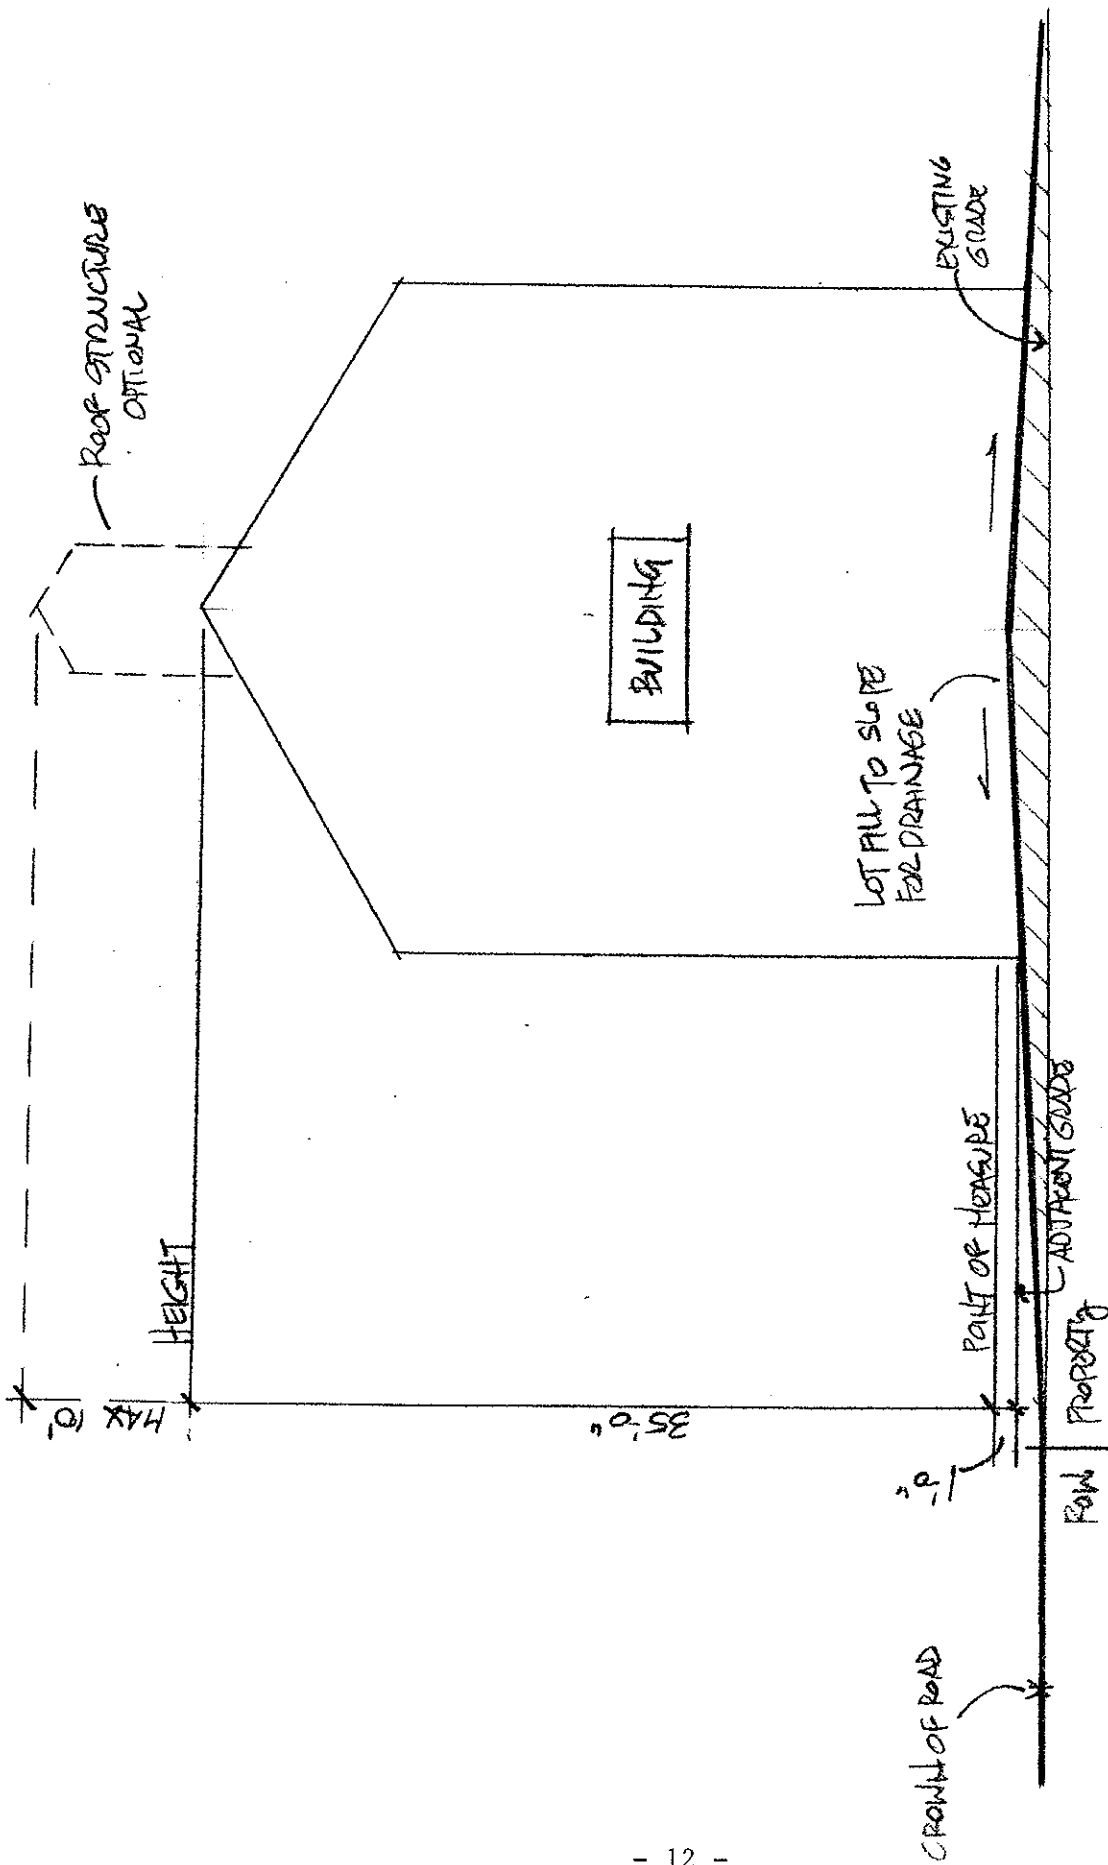 ROOF STRUCTURE
OPTIONAL
10'
MAX
HEIGHT
35'-0"
BUILDING
EXISTING
GRADE
LOT FILL TO SLOPE
FOR DRAINAGE
POINT OF MEASURE
1'-0"
ADJACENT GRADE
CROWN OF ROAD
ROW
PROPERTY
- 12 -